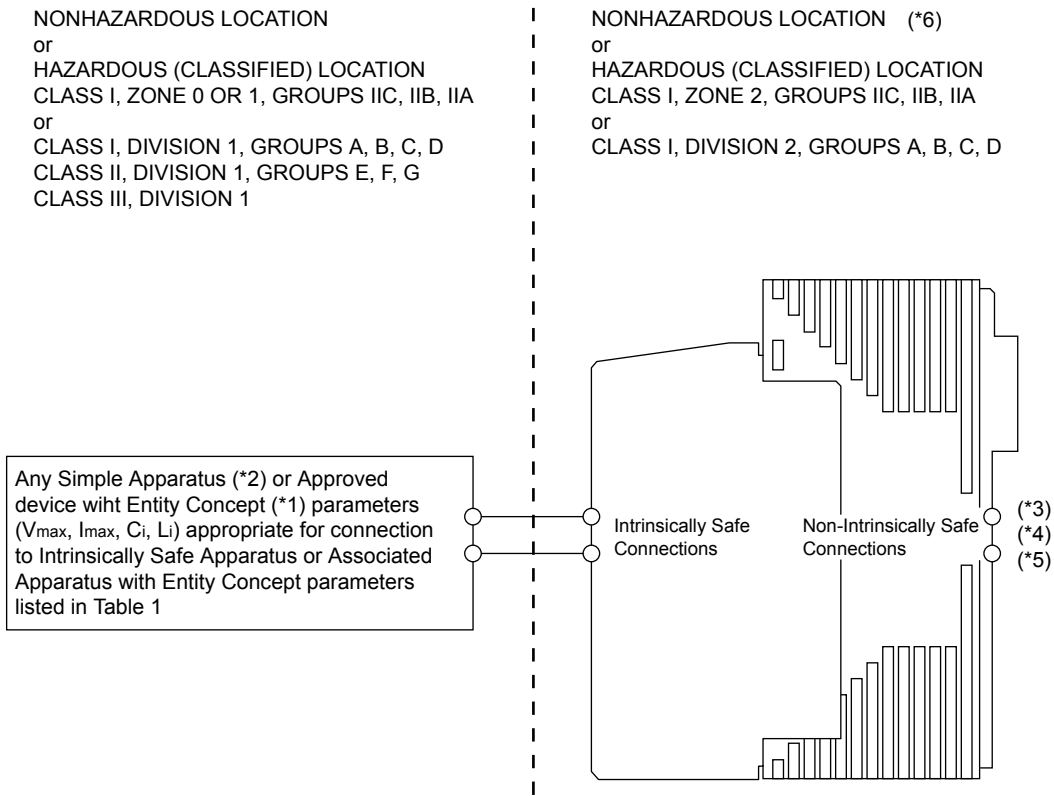 NONHAZARDOUS LOCATION
or
HAZARDOUS (CLASSIFIED) LOCATION
CLASS I, ZONE 0 OR 1, GROUPS IIC, IIB, IIA
or
CLASS I, DIVISION 1, GROUPS A, B, C, D
CLASS II, DIVISION 1, GROUPS E, F, G
CLASS III, DIVISION 1
NONHAZARDOUS LOCATION (*6)
or
HAZARDOUS (CLASSIFIED) LOCATION
CLASS I, ZONE 2, GROUPS IIC, IIB, IIA
or
CLASS I, DIVISION 2, GROUPS A, B, C, D
Any Simple Apparatus (*2) or Approved
device wiht Entity Concept (*1) parameters
(Vmax, Imax, Ci, Li) appropriate for connection
to Intrinsically Safe Apparatus or Associated
Apparatus with Entity Concept parameters
listed in Table 1
Intrinsically Safe
Connections
Non-Intrinsically Safe
Connections
(*3)
(*4)
(*5)